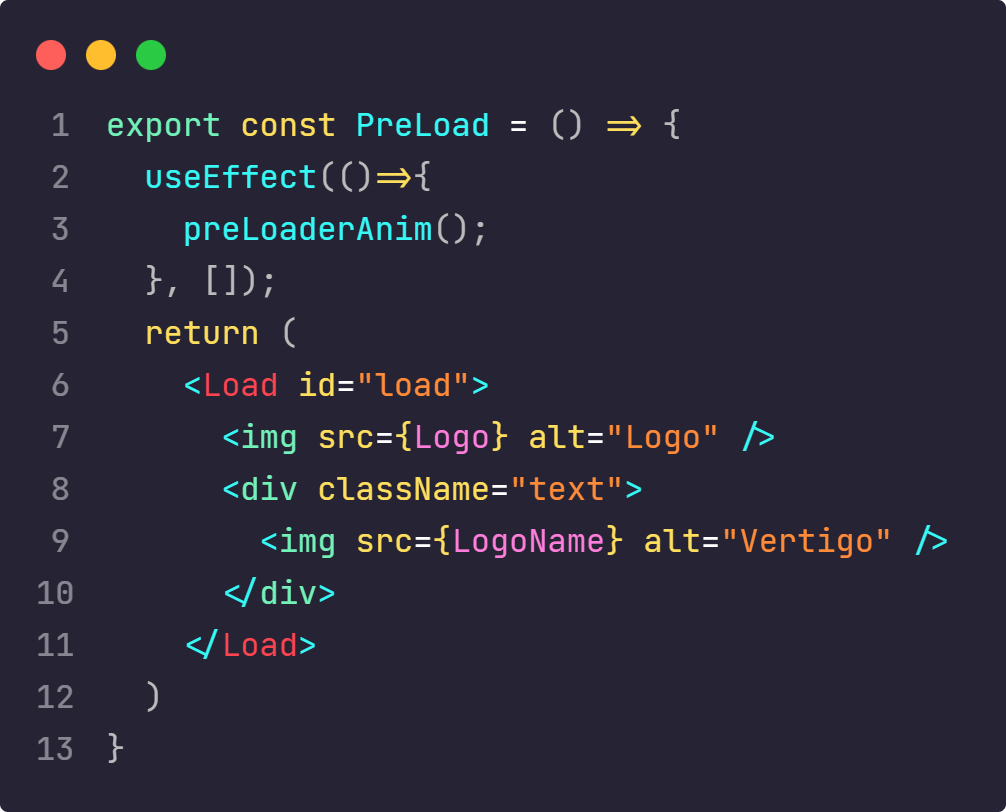 1 export const PreLoad = () => {
2   useEffect(()=>{
3     preLoaderAnim();
4   }, []);
5   return (
6     <Load id="load">
7       <img src={Logo} alt="Logo" />
8       <div className="text">
9         <img src={LogoName} alt="Vertigo" />
10       </div>
11     </Load>
12   )
13 }